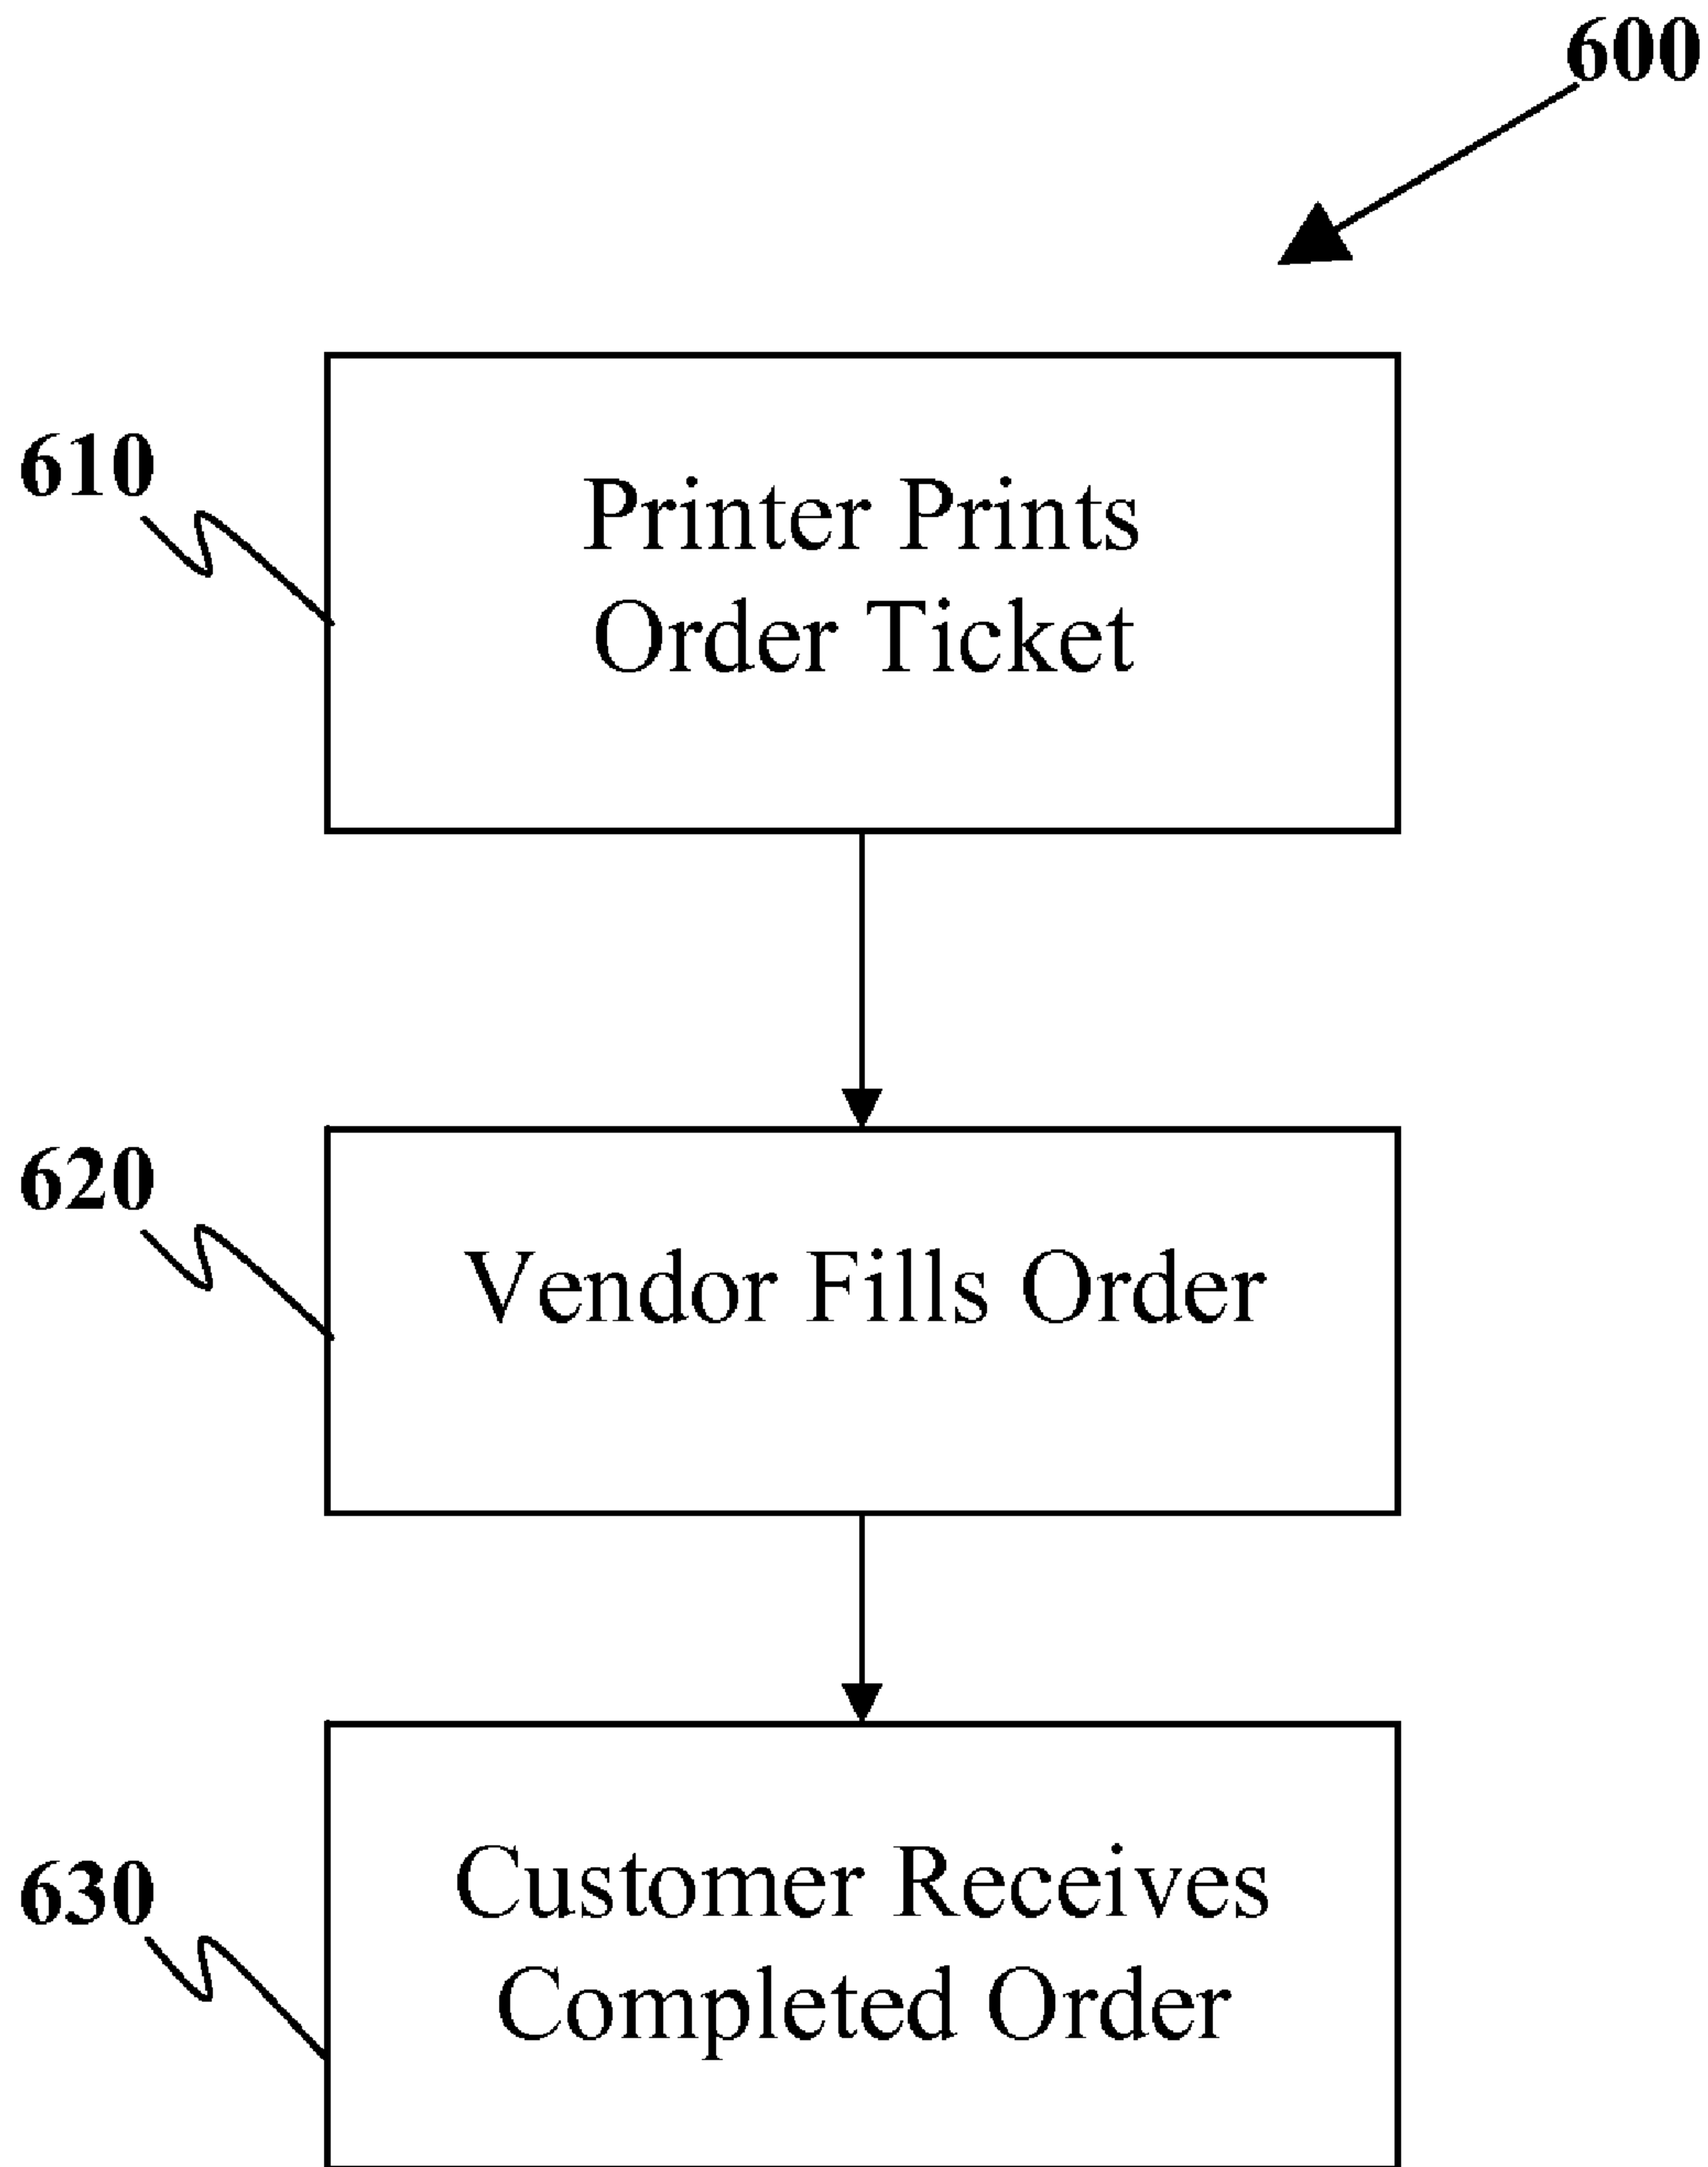 600
610
Printer Prints
Order Ticket
620
Vendor Fills Order
630
Customer Receives
Completed Order